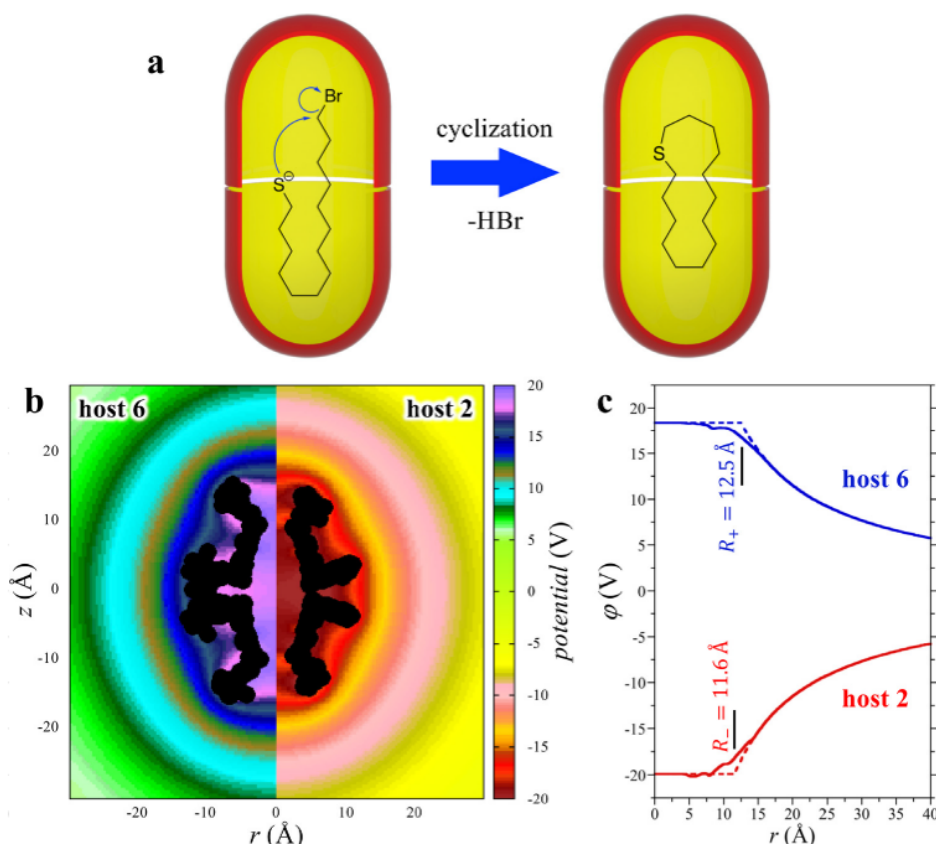 a
Br
S⊖
cyclization
-HBr
S
b
host 6
host 2
20
10
0
-10
-20
z (Å)
-20
-10
0
10
20
r (Å)
20
15
10
5
0
-5
-10
-15
-20
potential (V)
c
20
15
10
5
0
-5
-10
-15
-20
φ (V)
R₊ = 12.5 Å
host 6
R₋ = 11.6 Å
host 2
0
5
10
15
20
25
30
35
40
r (Å)